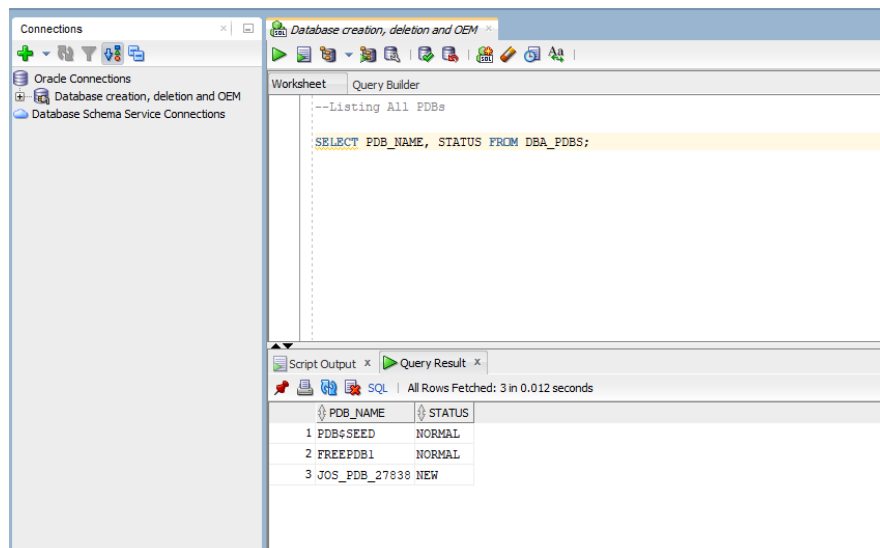 Connections
Oracle Connections
Database creation, deletion and OEM
Database Schema Service Connections
Database creation, deletion and OEM
Worksheet Query Builder
--Listing All PDBs
SELECT PDB_NAME, STATUS FROM DBA_PDBS;
Script Output x Query Result x
SQL | All Rows Fetched: 3 in 0.012 seconds
PDB_NAME STATUS
1 PDB$SEED NORMAL
2 FREEPDB1 NORMAL
3 JOS_PDB_27838 NEW